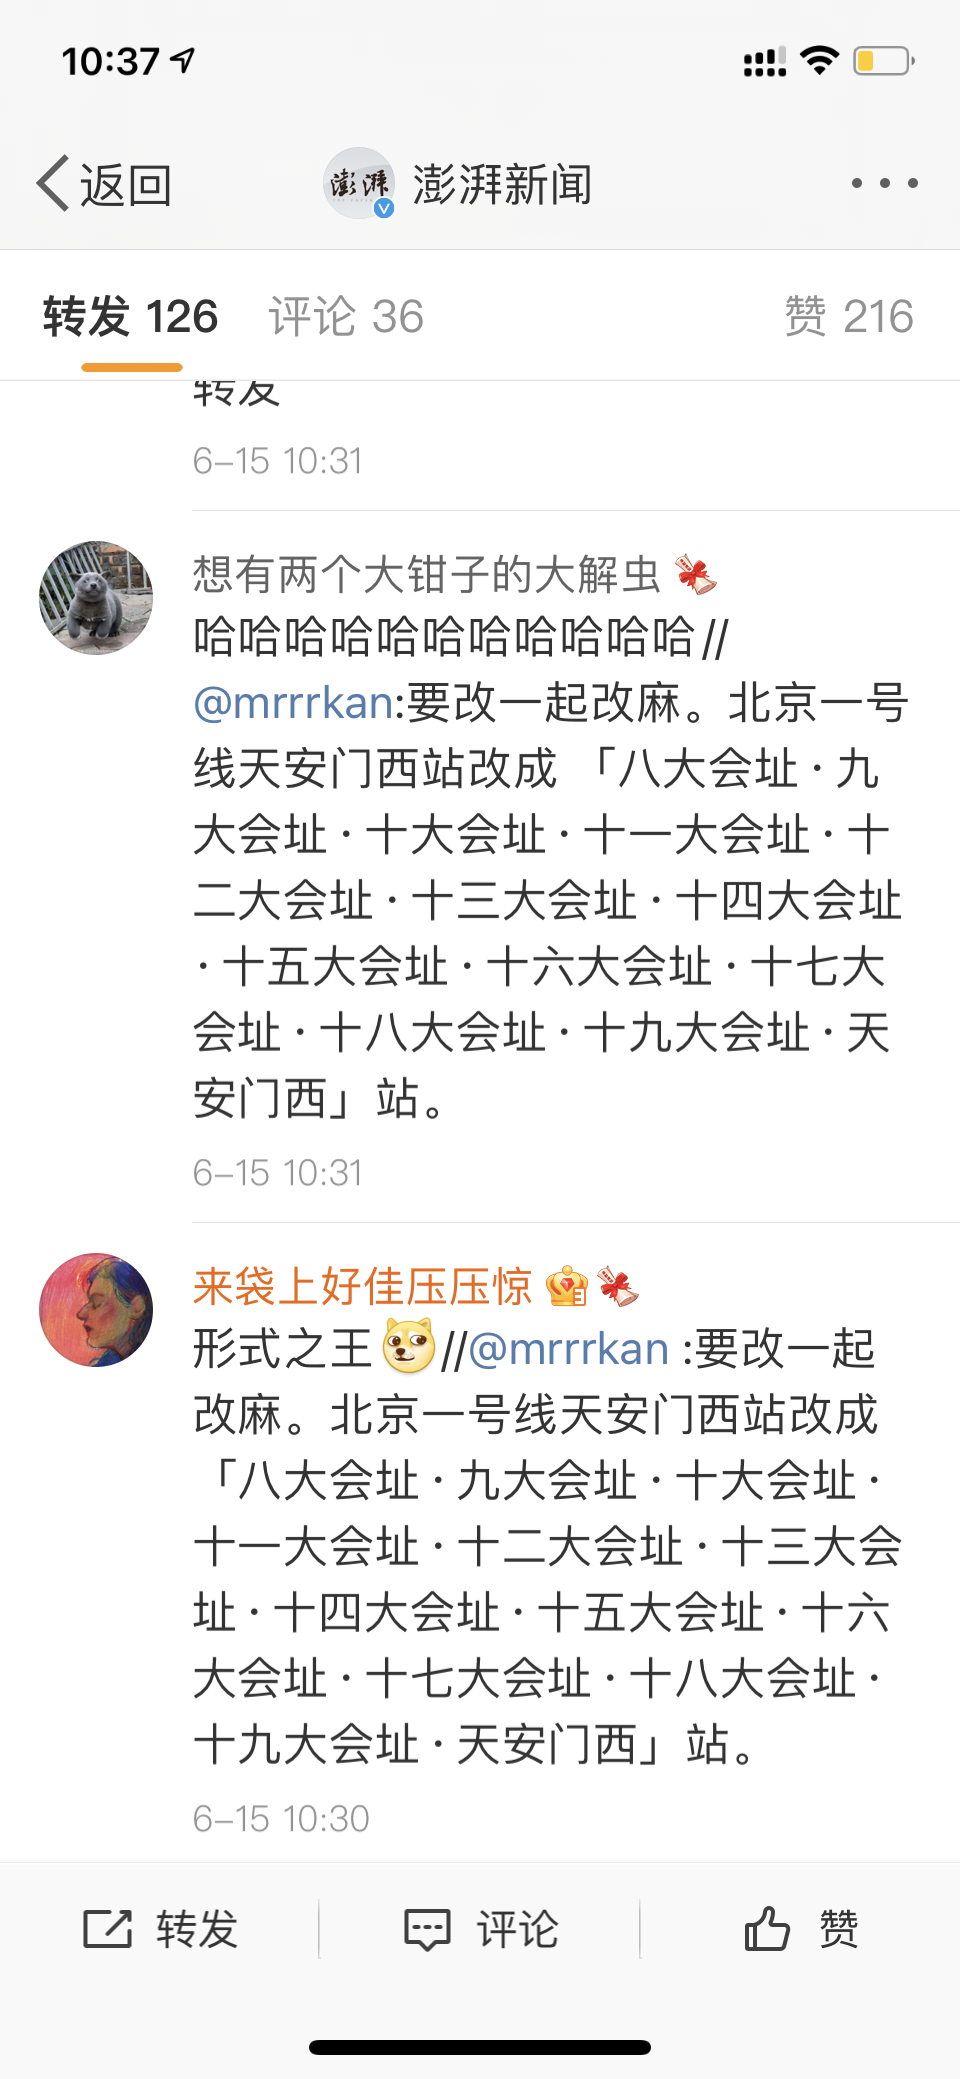 10:37
返回
澎湃
澎湃新闻
转发 126
评论 36
赞 216
转发
6-15 10:31
想有两个大钳子的大解虫
哈哈哈哈哈哈哈哈哈哈哈//
@mrrrkan:要改一起改麻。北京一号
线天安门西站改成 「八大会址·九
大会址·十大会址·十一大会址·十
二大会址·十三大会址·十四大会址
·十五大会址·十六大会址·十七大
会址·十八大会址·十九大会址·天
安门西」站。
6-15 10:31
来袋上好佳压压惊
形式之王//@mrrrkan :要改一起
改麻。北京一号线天安门西站改成
「八大会址·九大会址·十大会址·
十一大会址·十二大会址·十三大会
址·十四大会址·十五大会址·十六
大会址·十七大会址·十八大会址·
十九大会址·天安门西」站。
6-15 10:30
转发
评论
赞